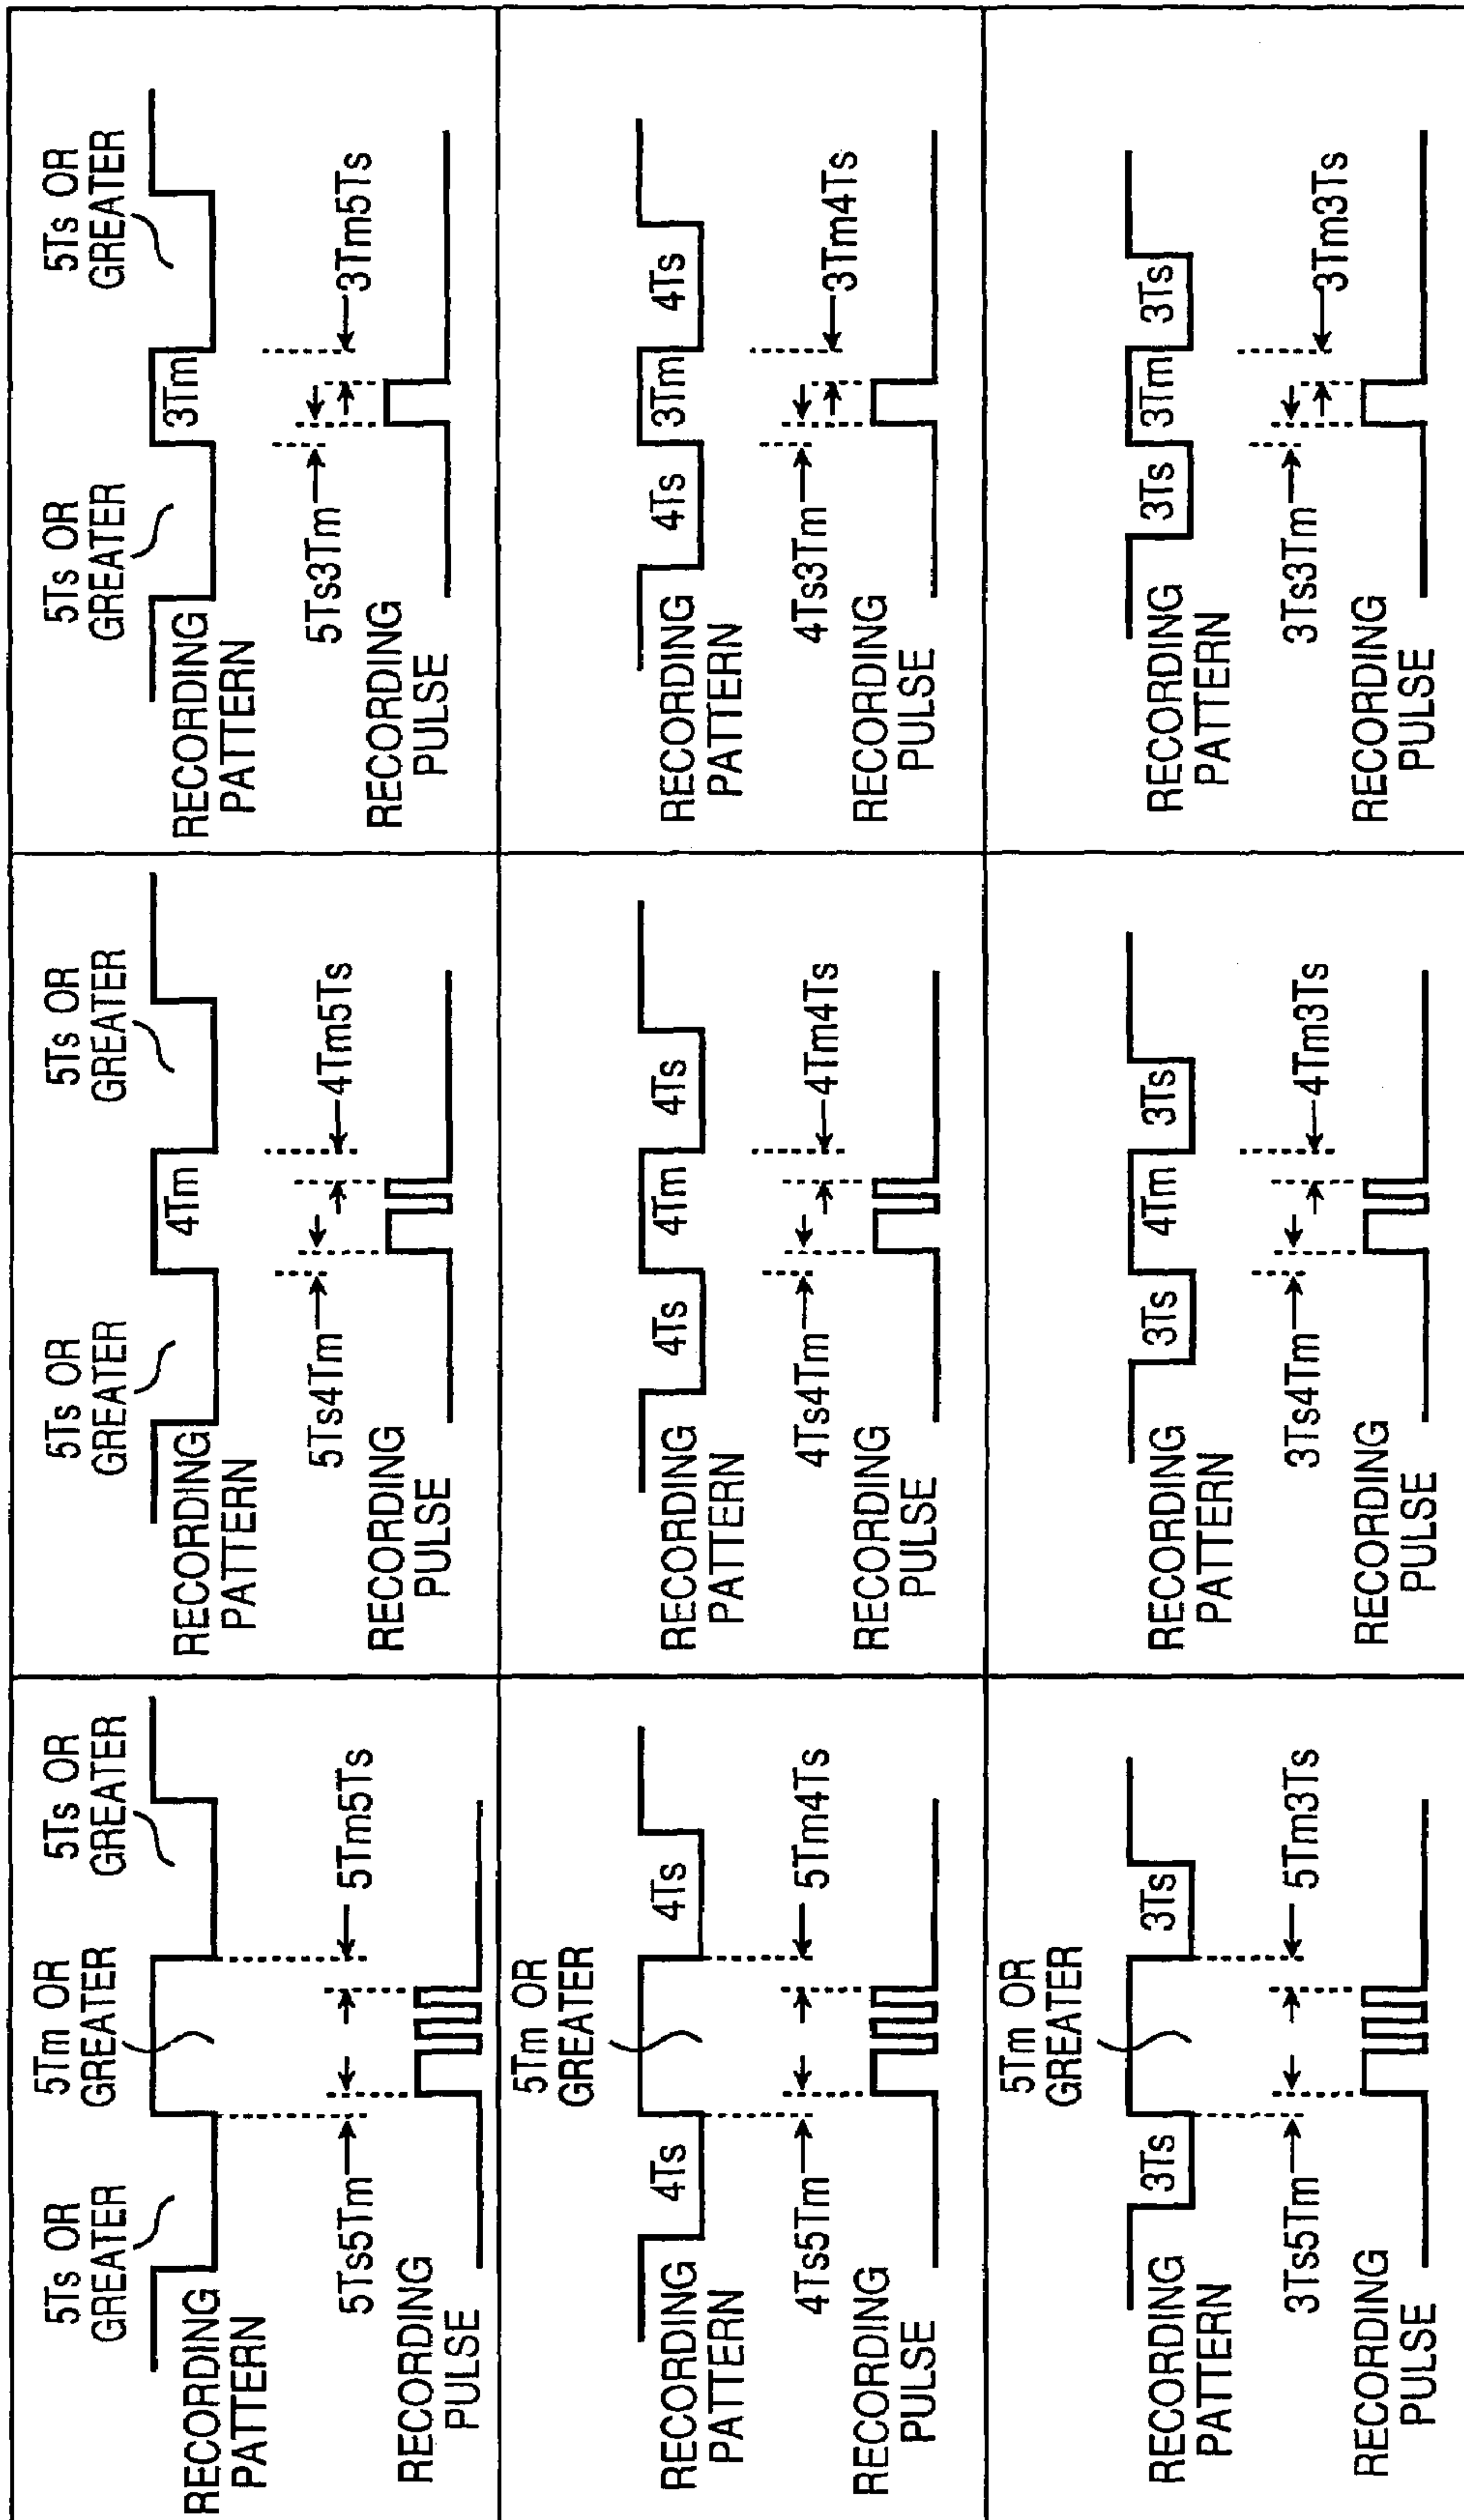 5Ts OR
GREATER
5Tm OR
GREATER
5Ts OR
GREATER
RECORDING
PATTERN
5Ts5Tm
5Tm5Ts
RECORDING
PULSE
5Ts OR
GREATER
5Ts OR
GREATER
4Tm
RECORDING
PATTERN
5Ts4Tm
4Tm5Ts
RECORDING
PULSE
5Ts OR
GREATER
5Ts OR
GREATER
3Tm
RECORDING
PATTERN
5Ts3Tm
3Tm5Ts
RECORDING
PULSE
5Tm OR
GREATER
4Ts
4Ts
RECORDING
PATTERN
4Ts5Tm
5Tm4Ts
RECORDING
PULSE
4Ts
4Tm
4Ts
RECORDING
PATTERN
4Ts4Tm
4Tm4Ts
RECORDING
PULSE
4Ts
3Tm
4Ts
RECORDING
PATTERN
4Ts3Tm
3Tm4Ts
RECORDING
PULSE
5Tm OR
GREATER
3Ts
3Ts
RECORDING
PATTERN
3Ts5Tm
5Tm3Ts
RECORDING
PULSE
3Ts
4Tm
3Ts
RECORDING
PATTERN
3Ts4Tm
4Tm3Ts
RECORDING
PULSE
3Ts
3Tm
3Ts
RECORDING
PATTERN
3Ts3Tm
3Tm3Ts
RECORDING
PULSE